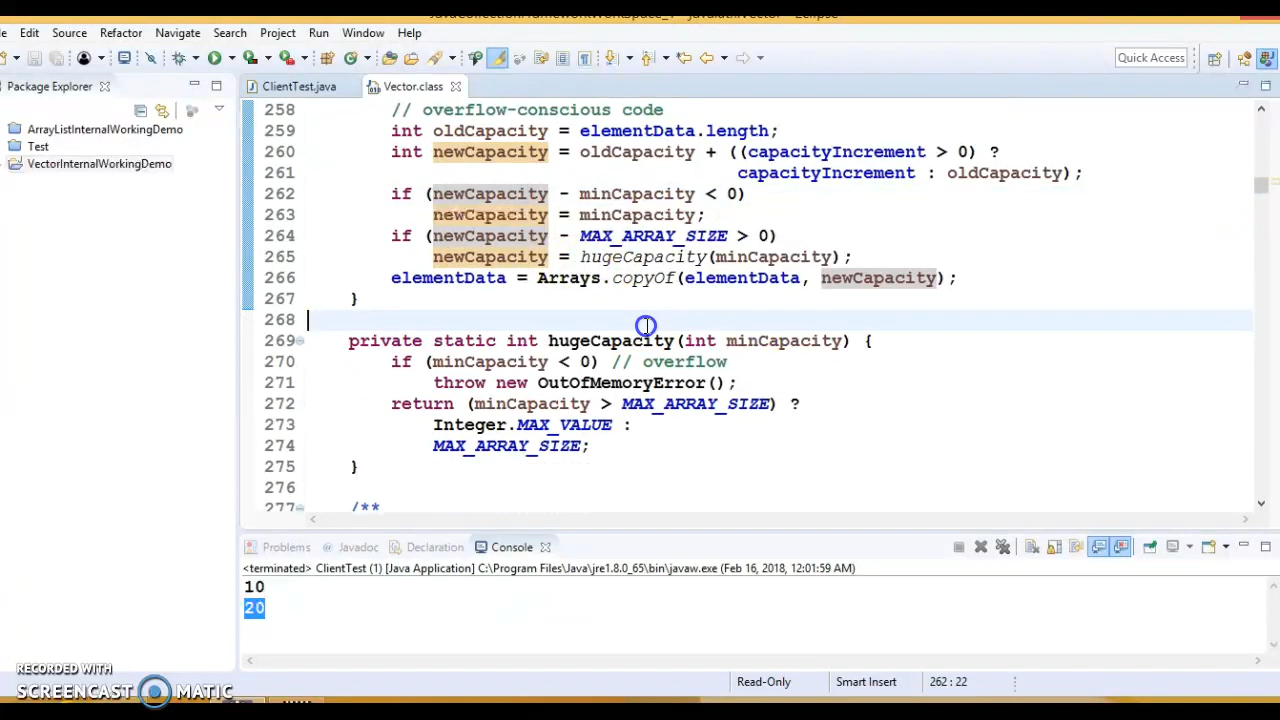 Edit Source Refactor Navigate Search Project Run Window Help
Quick Access
Package Explorer
ClientTest.java Vector.class
ArrayListInternalWorkingDemo
Test
VectorInternalWorkingDemo
258 // overflow-conscious code
259 int oldCapacity = elementData.length;
260 int newCapacity = oldCapacity + ((capacityIncrement > 0) ?
261 capacityIncrement : oldCapacity);
262 if (newCapacity - minCapacity < 0)
263 newCapacity = minCapacity;
264 if (newCapacity - MAX_ARRAY_SIZE > 0)
265 newCapacity = hugeCapacity(minCapacity);
266 elementData = Arrays.copyOf(elementData, newCapacity);
267 }
268
269 private static int hugeCapacity(int minCapacity) {
270 if (minCapacity < 0) // overflow
271 throw new OutOfMemoryError();
272 return (minCapacity > MAX_ARRAY_SIZE) ?
273 Integer.MAX_VALUE :
274 MAX_ARRAY_SIZE;
275 }
276
277 /**
Problems Javadoc Declaration Console
<terminated> ClientTest (1) [Java Application] C:\Program Files\Java\jre1.8.0_65\bin\javaw.exe (Feb 16, 2018, 12:01:59 AM)
10
20
Read-Only Smart Insert 262 : 22
RECORDED WITH
SCREENCAST MATIC